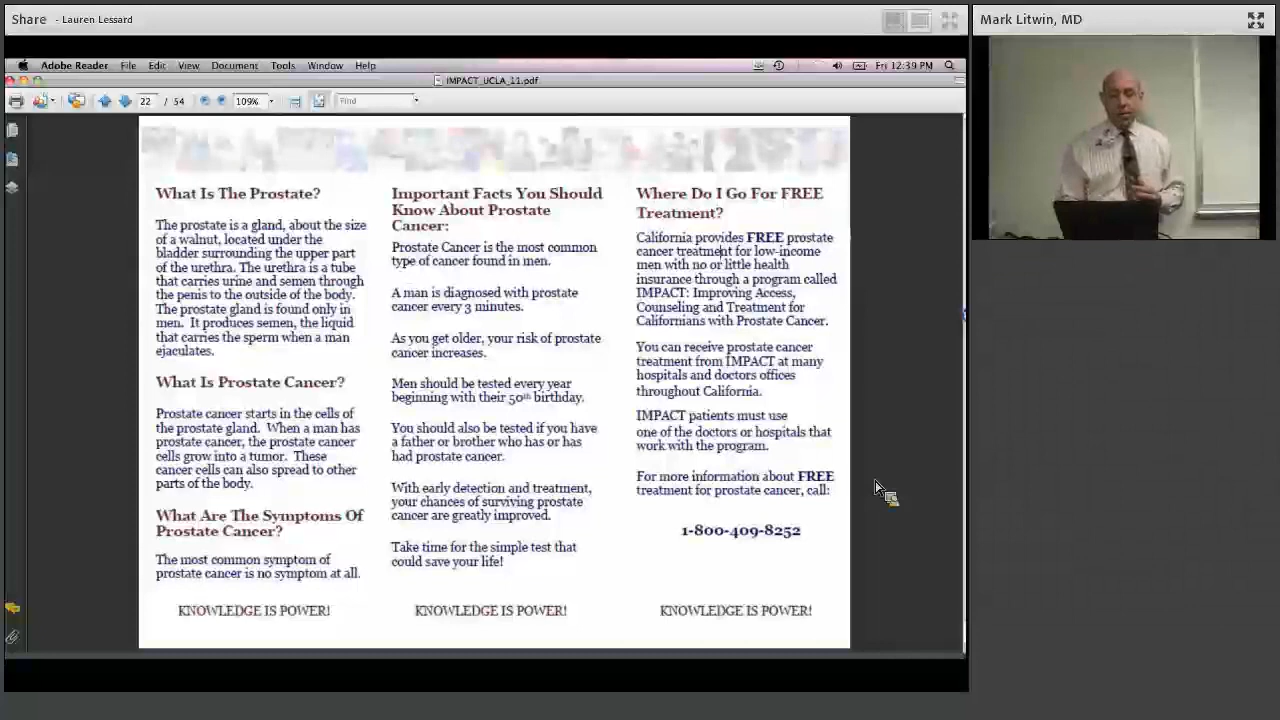 Share - Lauren Lessard
Mark Litwin, MD
Adobe Reader File Edit View Document Tools Window Help
Fri 12:39 PM
IMPACT_UCLA_11.pdf
22 / 54 109% Find
What Is The Prostate?
The prostate is a gland, about the size
of a walnut, located under the
bladder surrounding the upper part
of the urethra. The urethra is a tube
that carries urine and semen through
the penis to the outside of the body.
The prostate gland is found only in
men. It produces semen, the liquid
that carries the sperm when a man
ejaculates.
What Is Prostate Cancer?
Prostate cancer starts in the cells of
the prostate gland. When a man has
prostate cancer, the prostate cancer
cells grow into a tumor. These
cancer cells can also spread to other
parts of the body.
What Are The Symptoms Of
Prostate Cancer?
The most common symptom of
prostate cancer is no symptom at all.
KNOWLEDGE IS POWER!
Important Facts You Should
Know About Prostate
Cancer:
Prostate Cancer is the most common
type of cancer found in men.
A man is diagnosed with prostate
cancer every 3 minutes.
As you get older, your risk of prostate
cancer increases.
Men should be tested every year
beginning with their 50th birthday.
You should also be tested if you have
a father or brother who has or has
had prostate cancer.
With early detection and treatment,
your chances of surviving prostate
cancer are greatly improved.
Take time for the simple test that
could save your life!
KNOWLEDGE IS POWER!
Where Do I Go For FREE
Treatment?
California provides FREE prostate
cancer treatment for low-income
men with no or little health
insurance through a program called
IMPACT: Improving Access,
Counseling and Treatment for
Californians with Prostate Cancer.
You can receive prostate cancer
treatment from IMPACT at many
hospitals and doctors offices
throughout California.
IMPACT patients must use
one of the doctors or hospitals that
work with the program.
For more information about FREE
treatment for prostate cancer, call:
1-800-409-8252
KNOWLEDGE IS POWER!